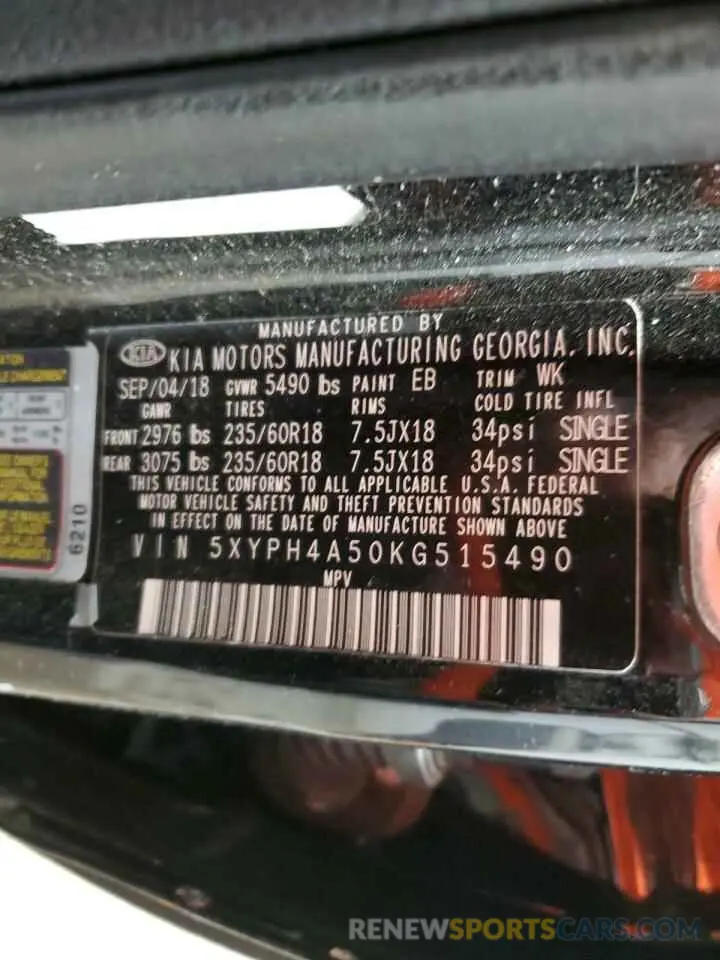 MANUFACTURED BY
KIA KIA MOTORS MANUFACTURING GEORGIA, INC.
SEP/04/18 GVWR 5490 lbs PAINT EB TRIM WK
GAWR TIRES RIMS COLD TIRE INFL
FRONT 2976 lbs 235/60R18 7.5JX18 34psi SINGLE
REAR 3075 lbs 235/60R18 7.5JX18 34psi SINGLE
THIS VEHICLE CONFORMS TO ALL APPLICABLE U.S.A. FEDERAL
MOTOR VEHICLE SAFETY AND THEFT PREVENTION STANDARDS
IN EFFECT ON THE DATE OF MANUFACTURE SHOWN ABOVE
VIN 5XYPH4A50KG515490
MPV
6210
RENEWSPORTSCARS.COM